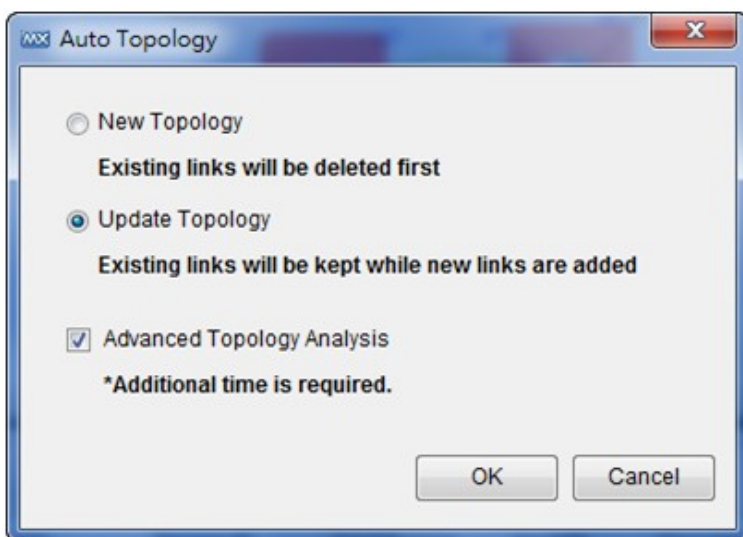 MX Auto Topology
New Topology
Existing links will be deleted first
Update Topology
Existing links will be kept while new links are added
Advanced Topology Analysis
*Additional time is required.
OK
Cancel